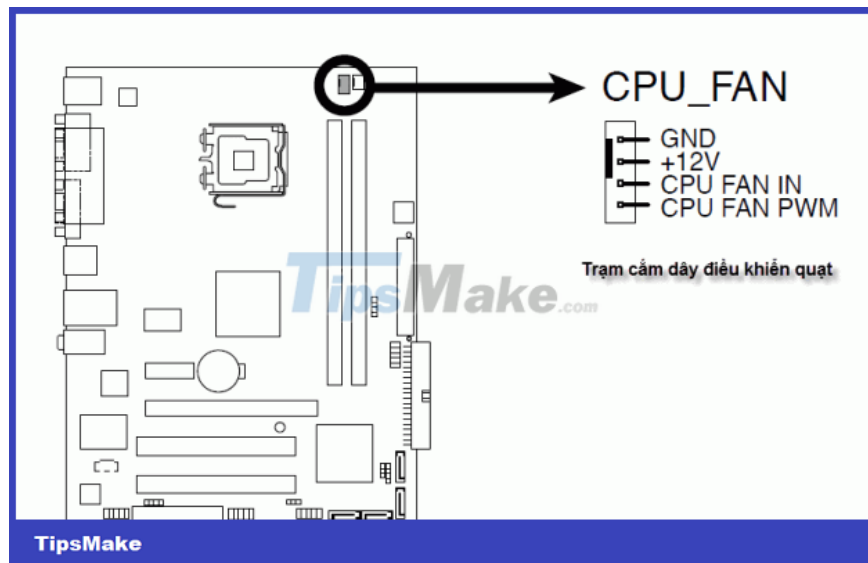 CPU_FAN
GND
+12V
CPU FAN IN
CPU FAN PWM
Trạm cắm dây điều khiển quạt
TipsMake.com
TipsMake